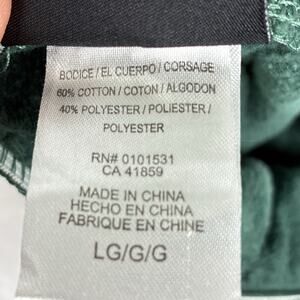 BODICE / EL CUERPO / CORSAGE
60% COTTON / COTON / ALGODON
40% POLYESTER / POLIESTER /
POLYESTER
RN# 0101531
CA 41859
MADE IN CHINA
HECHO EN CHINA
FABRIQUE EN CHINE
LG/G/G